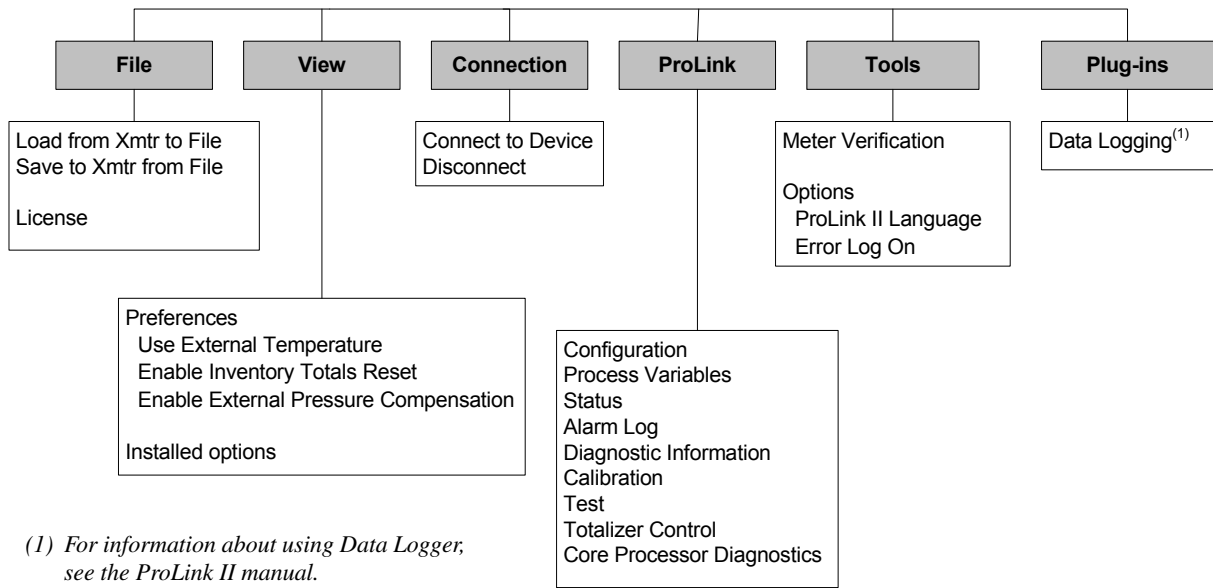 File
View
Connection
ProLink
Tools
Plug-ins
Load from Xmtr to File
Save to Xmtr from File
License
Connect to Device
Disconnect
Meter Verification
Options
ProLink II Language
Error Log On
Data Logging(1)
Preferences
Use External Temperature
Enable Inventory Totals Reset
Enable External Pressure Compensation
Installed options
Configuration
Process Variables
Status
Alarm Log
Diagnostic Information
Calibration
Test
Totalizer Control
Core Processor Diagnostics
(1) For information about using Data Logger,
see the ProLink II manual.